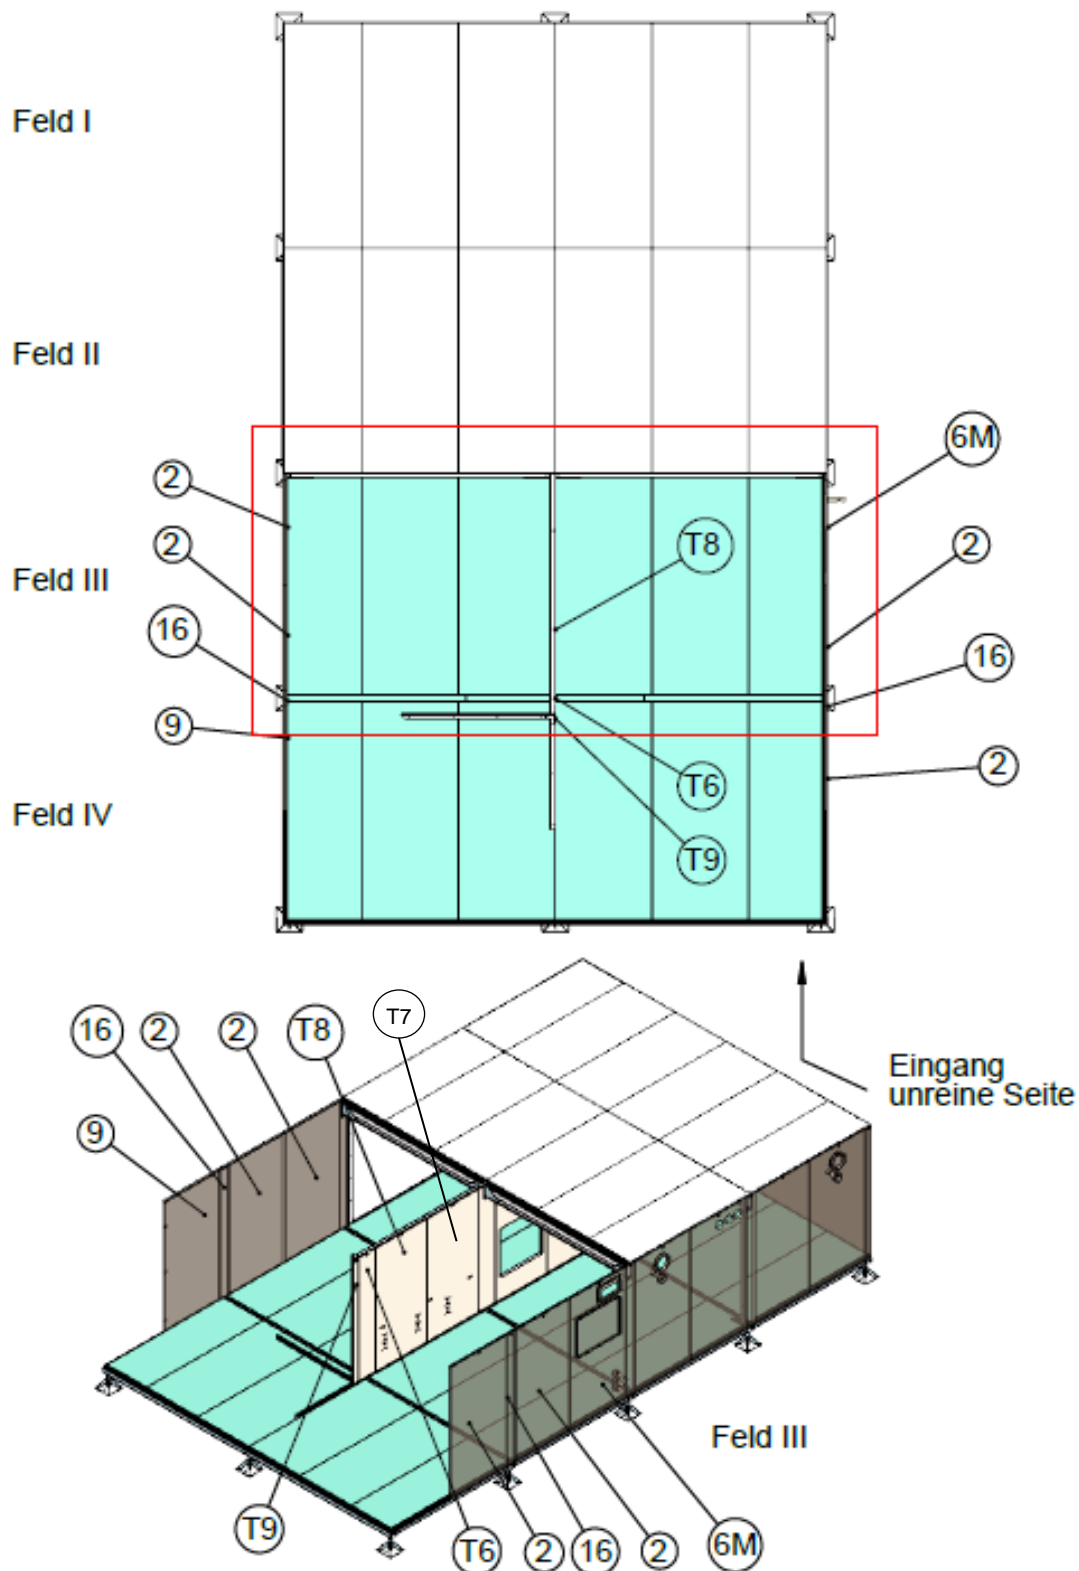 Feld I
Feld II
6M
2
2
T8
2
Feld III
16
16
9
2
T6
Feld IV
T9
T7
16
2
2
T8
Eingang
unreine Seite
9
Feld III
T9
T6
2
16
2
6M